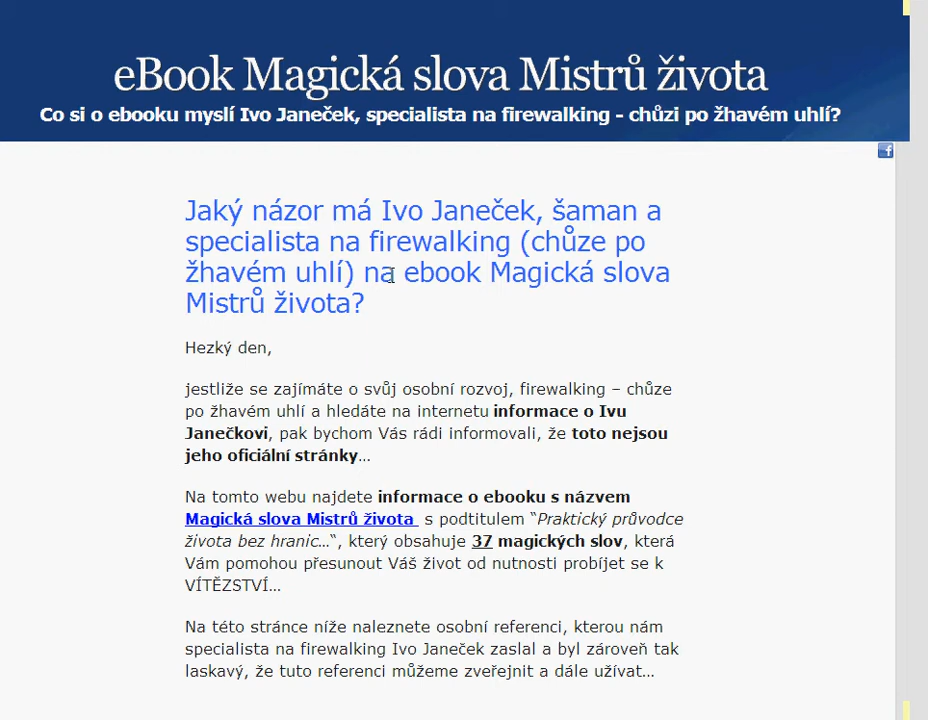 eBook Magická slova Mistrů života
Co si o ebooku myslí Ivo Janeček, specialista na firewalking - chůzi po žhavém uhlí?
Jaký názor má Ivo Janeček, šaman a
specialista na firewalking (chůze po
žhavém uhlí) na ebook Magická slova
Mistrů života?
Hezký den,
jestliže se zajímáte o svůj osobní rozvoj, firewalking – chůze
po žhavém uhlí a hledáte na internetu informace o Ivu
Janečkovi, pak bychom Vás rádi informovali, že toto nejsou
jeho oficiální stránky…
Na tomto webu najdete informace o ebooku s názvem
Magická slova Mistrů života s podtitulem “Praktický průvodce
života bez hranic…“, který obsahuje 37 magických slov, která
Vám pomohou přesunout Váš život od nutnosti probíjet se k
VÍTĚZSTVÍ…
Na této stránce níže naleznete osobní referenci, kterou nám
specialista na firewalking Ivo Janeček zaslal a byl zároveň tak
laskavý, že tuto referenci můžeme zveřejnit a dále užívat…